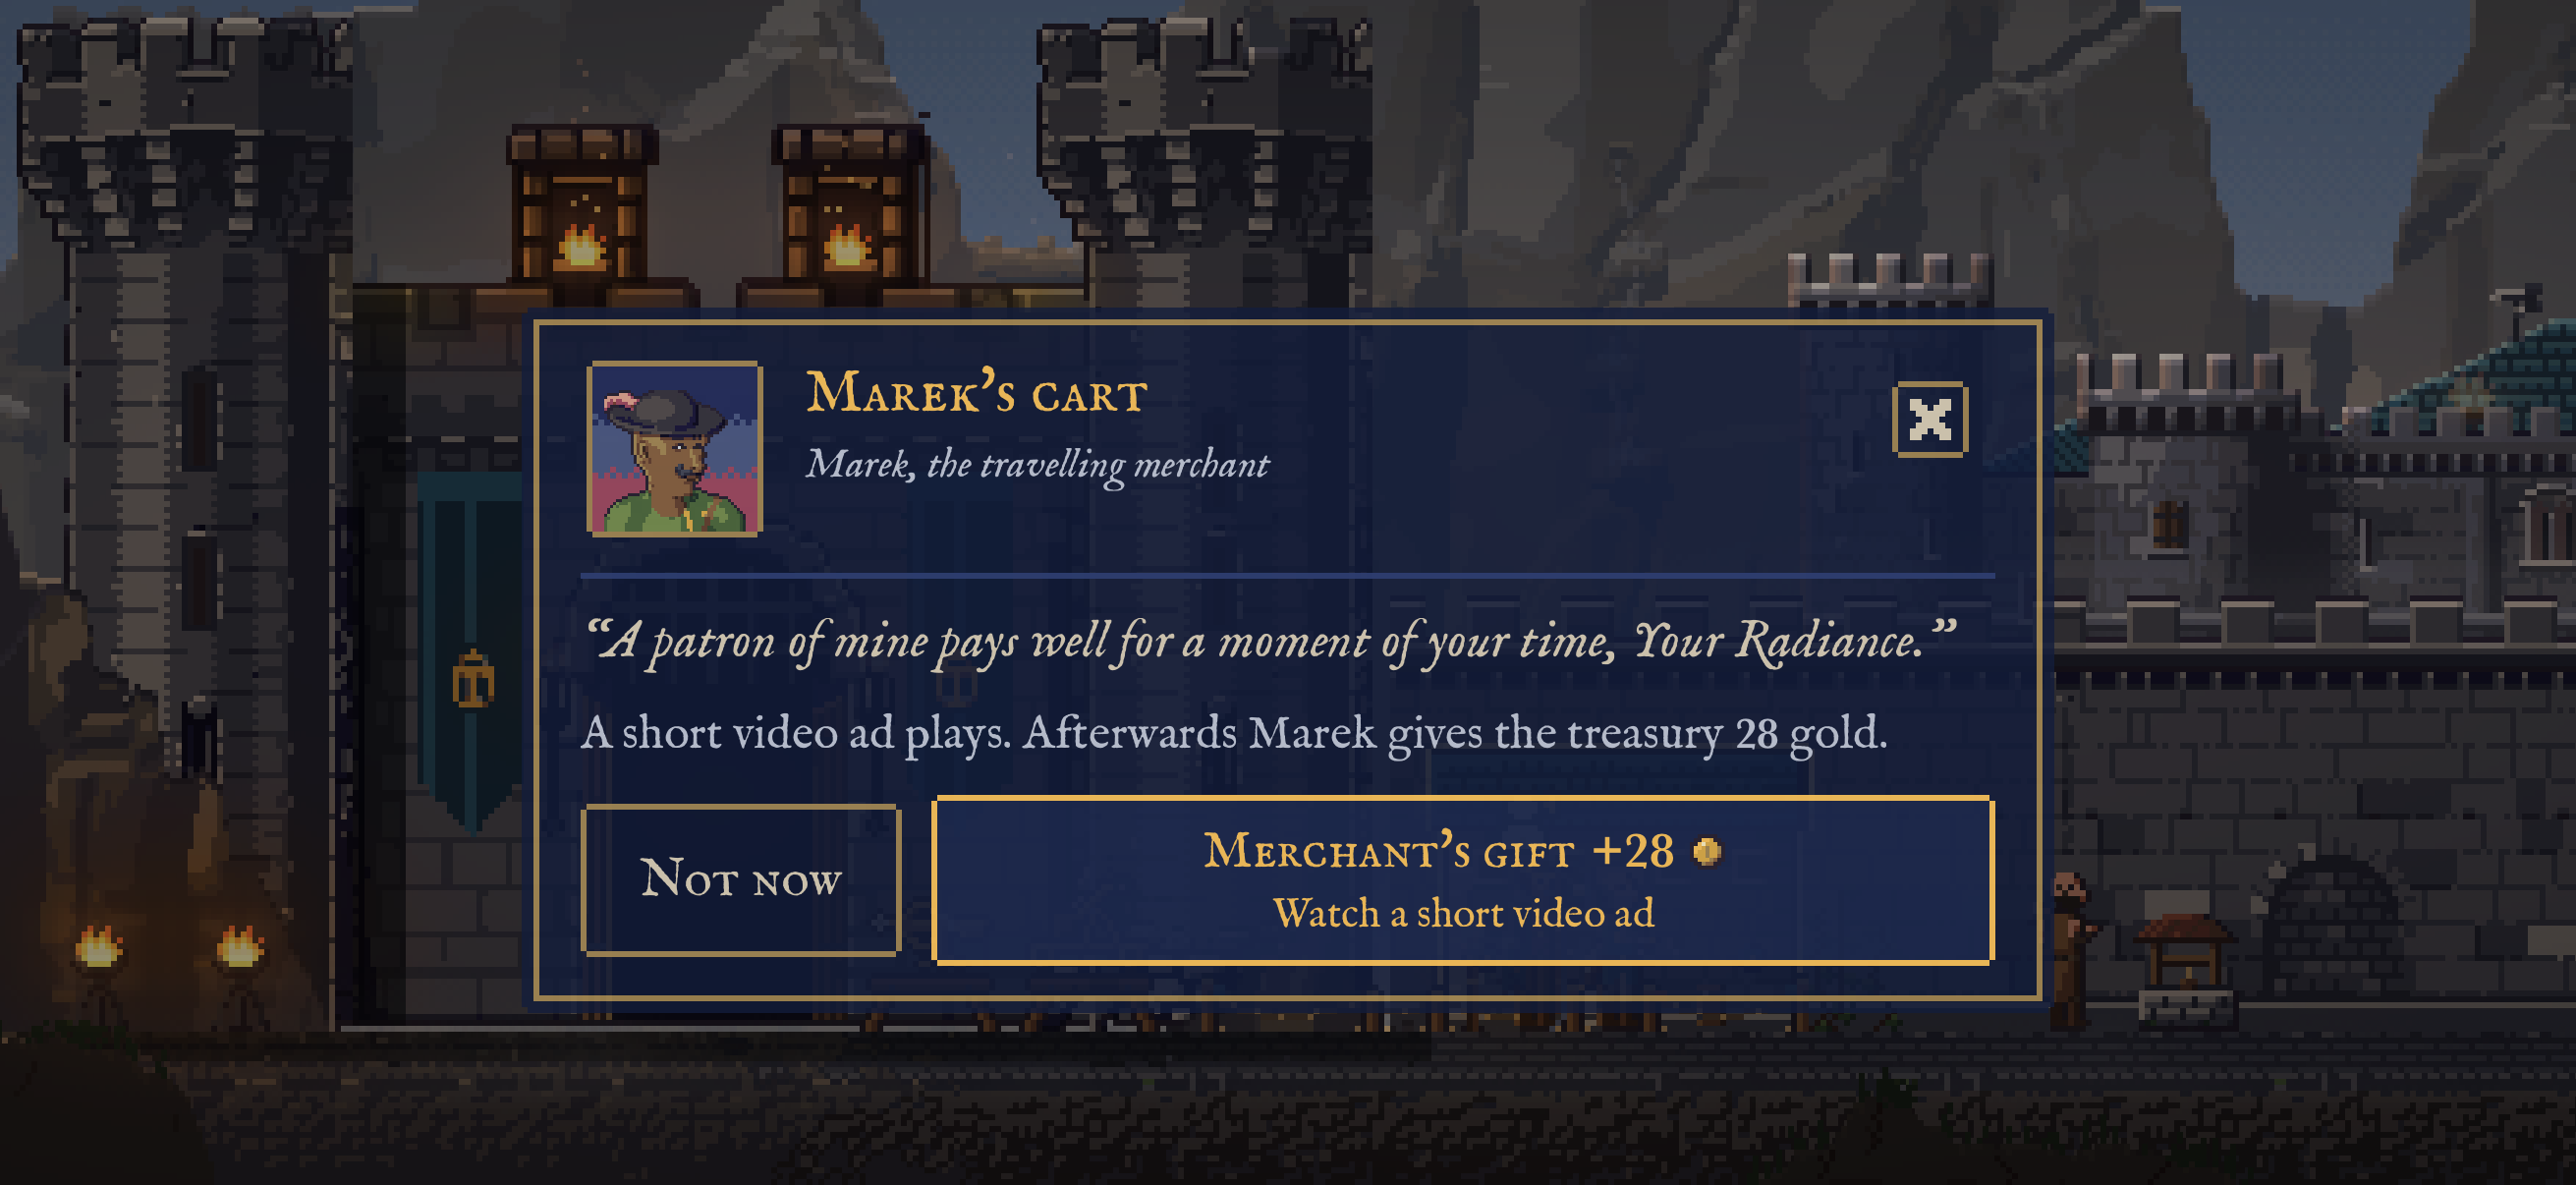 Marek’s cart
Marek, the travelling merchant
“A patron of mine pays well for a moment of your time, Your Radiance.”
A short video ad plays. Afterwards Marek gives the treasury 28 gold.
Not now
Merchant’s gift +28
Watch a short video ad